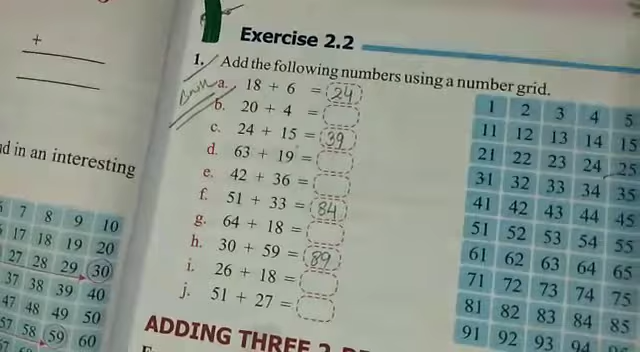 +
d in an interesting
7 8 9 10
17 18 19 20
27 28 29 30
37 38 39 40
47 48 49 50
57 58 59 60
Exercise 2.2
1. Add the following numbers using a number grid.
a. 18 + 6 = 24
b. 20 + 4 =
c. 24 + 15 = 39
d. 63 + 19 =
e. 42 + 36 =
f. 51 + 33 = 84
g. 64 + 18 =
h. 30 + 59 = 89
i. 26 + 18 =
j. 51 + 27 =
1 2 3 4 5
11 12 13 14 15
21 22 23 24 25
31 32 33 34 35
41 42 43 44 45
51 52 53 54 55
61 62 63 64 65
71 72 73 74 75
81 82 83 84 85
91 92 93 94
ADDING THREE 2